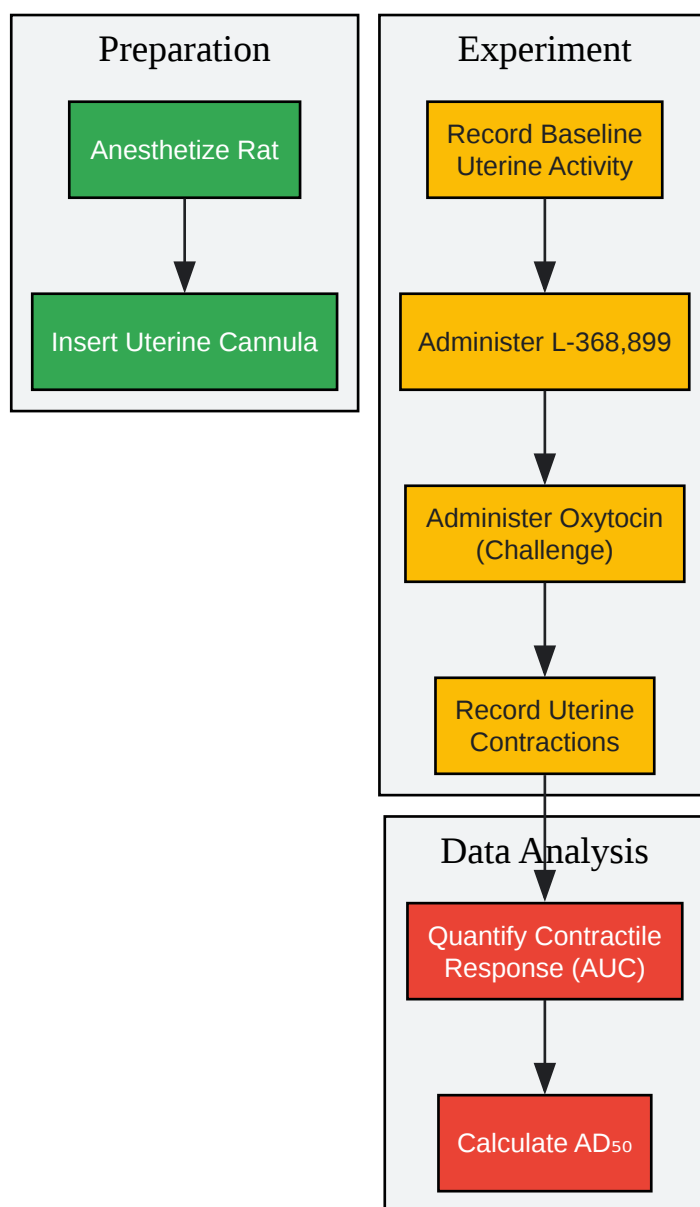 Preparation
Anesthetize Rat
Insert Uterine Cannula
Experiment
Record Baseline
Uterine Activity
Administer L-368,899
Administer Oxytocin
(Challenge)
Record Uterine
Contractions
Data Analysis
Quantify Contractile
Response (AUC)
Calculate AD₅₀